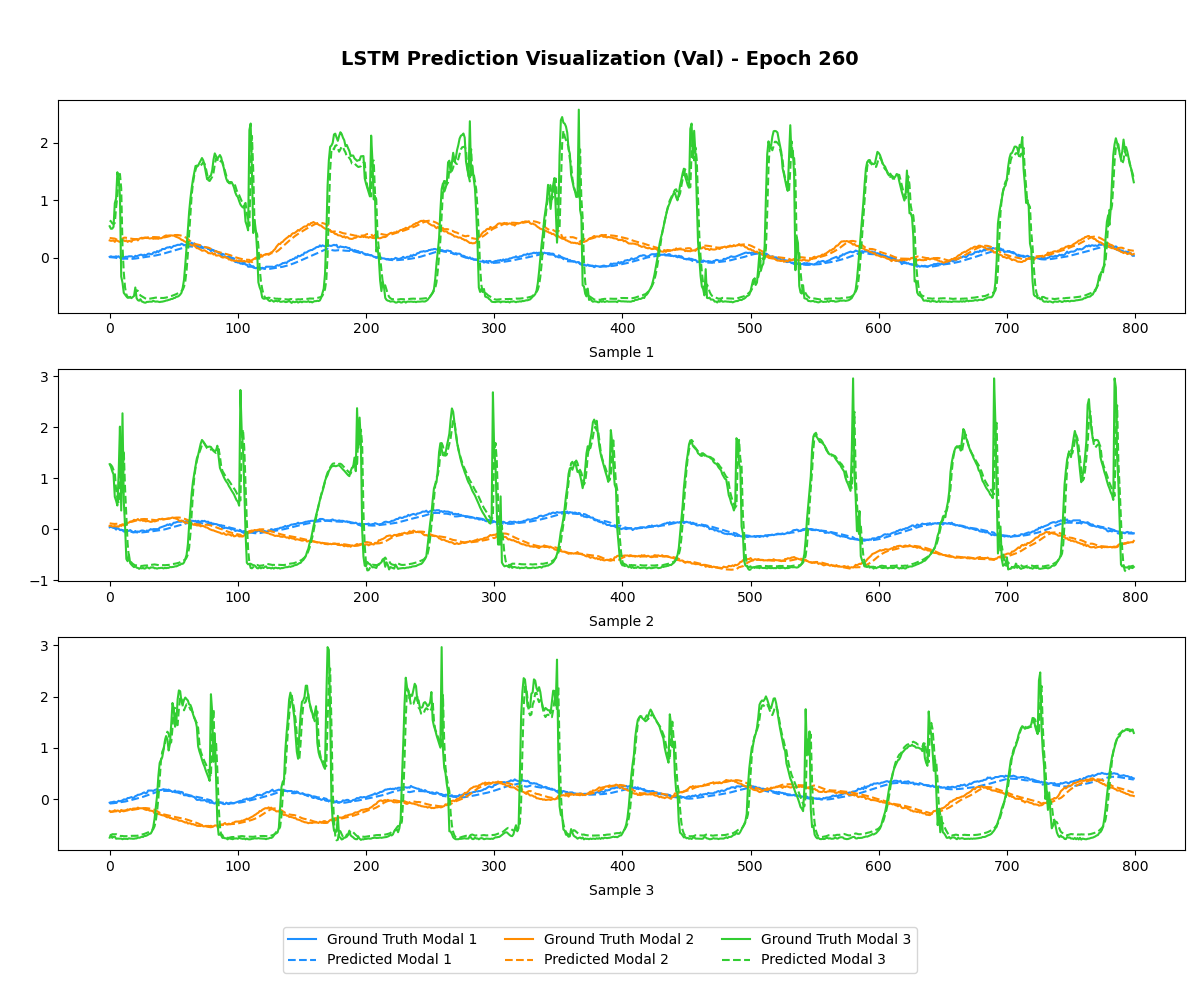 LSTM Prediction Visualization (Val) - Epoch 260
2
1
0
0 100 200 300 400 500 600 700 800
Sample 1
3
2
1
0
−1
0 100 200 300 400 500 600 700 800
Sample 2
3
2
1
0
0 100 200 300 400 500 600 700 800
Sample 3
Ground Truth Modal 1 Ground Truth Modal 2 Ground Truth Modal 3
Predicted Modal 1 Predicted Modal 2 Predicted Modal 3